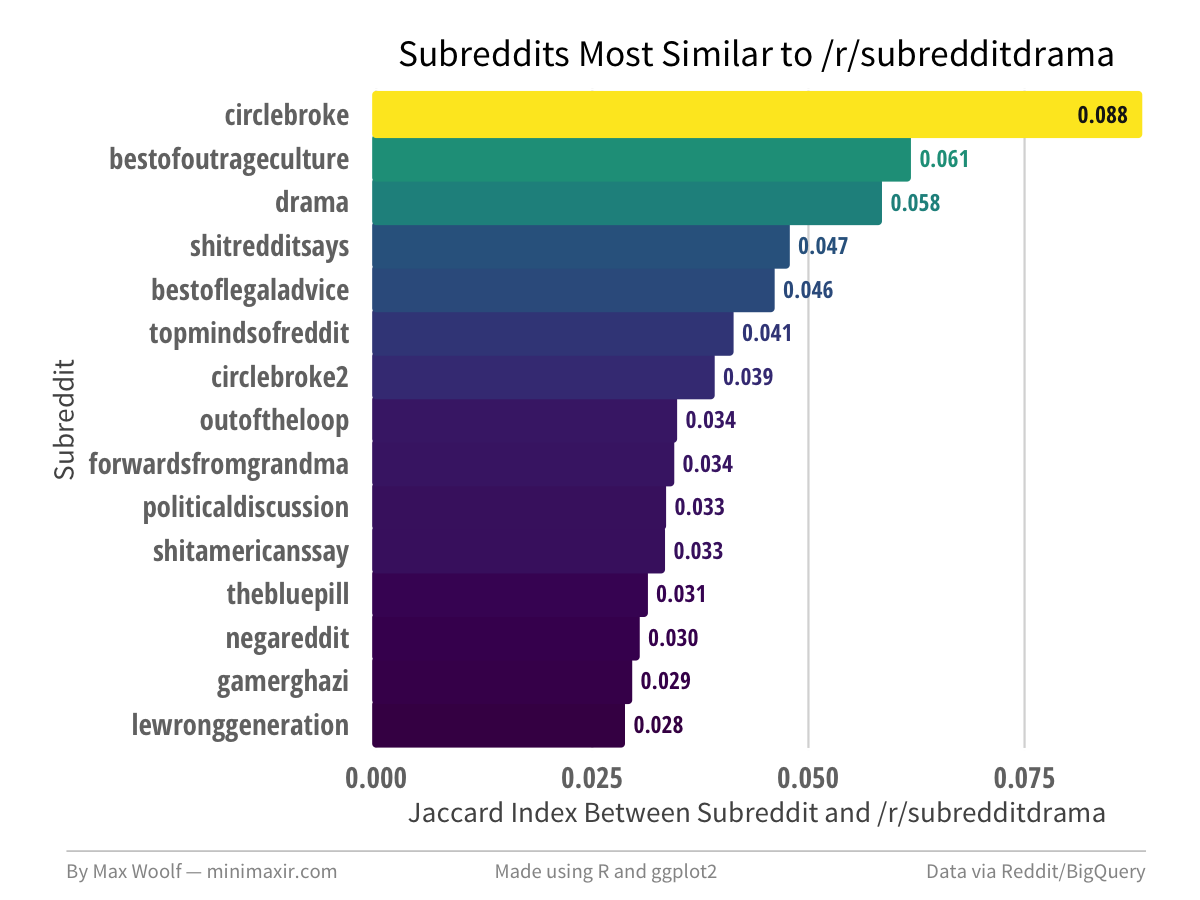 Subreddits Most Similar to /r/subredditdrama
circlebroke 0.088
bestofoutrageculture 0.061
drama 0.058
shitredditsays 0.047
bestoflegaladvice 0.046
topmindsofreddit 0.041
circlebroke2 0.039
outoftheloop 0.034
forwardsfromgrandma 0.034
politicaldiscussion 0.033
shitamericanssay 0.033
thebluepill 0.031
negareddit 0.030
gamerghazi 0.029
lewronggeneration 0.028
Subreddit
0.000 0.025 0.050 0.075
Jaccard Index Between Subreddit and /r/subredditdrama
By Max Woolf — minimaxir.com Made using R and ggplot2 Data via Reddit/BigQuery